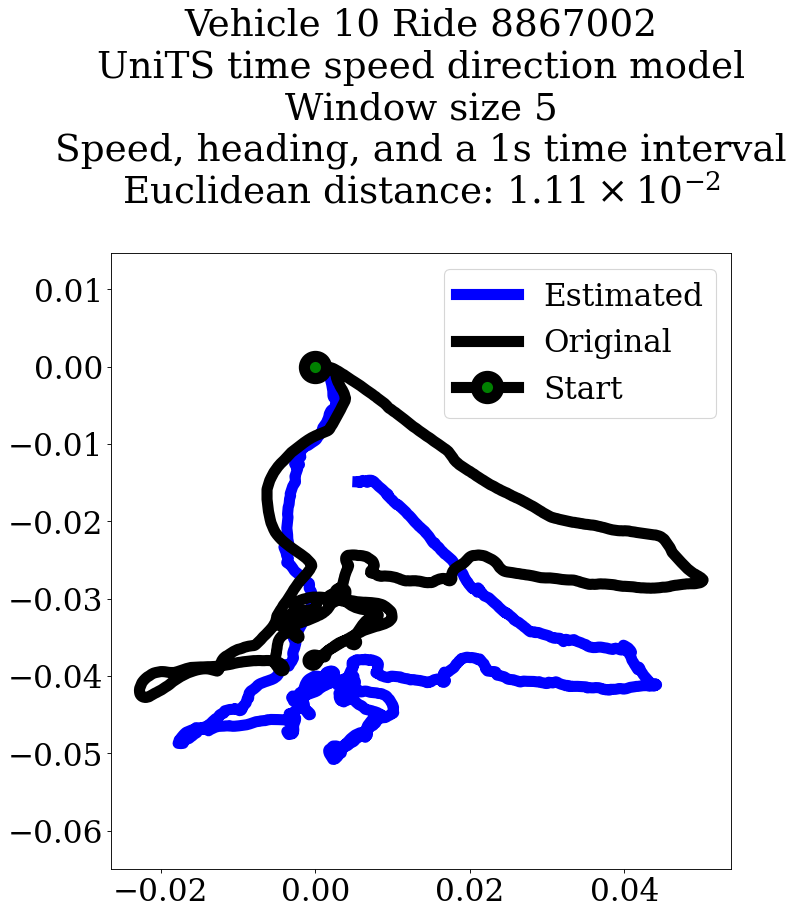 Vehicle 10 Ride 8867002
UniTS time speed direction model
Window size 5
Speed, heading, and a 1s time interval
Euclidean distance: 1.11 × 10⁻²
Estimated
Original
Start
0.01
0.00
−0.01
−0.02
−0.03
−0.04
−0.05
−0.06
−0.02 0.00 0.02 0.04